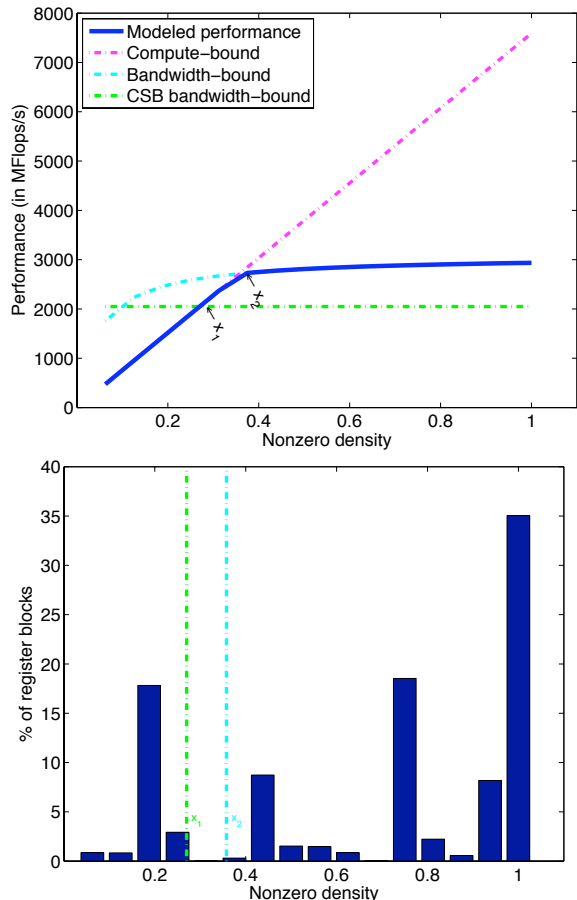 8000
7000
6000
5000
4000
3000
2000
1000
0
Performance (in MFlops/s)
Modeled performance
Compute−bound
Bandwidth−bound
CSB bandwidth−bound
x1
x2
0.2
0.4
0.6
0.8
1
Nonzero density
40
35
30
25
20
15
10
5
0
% of register blocks
x1
x2
0.2
0.4
0.6
0.8
1
Nonzero density